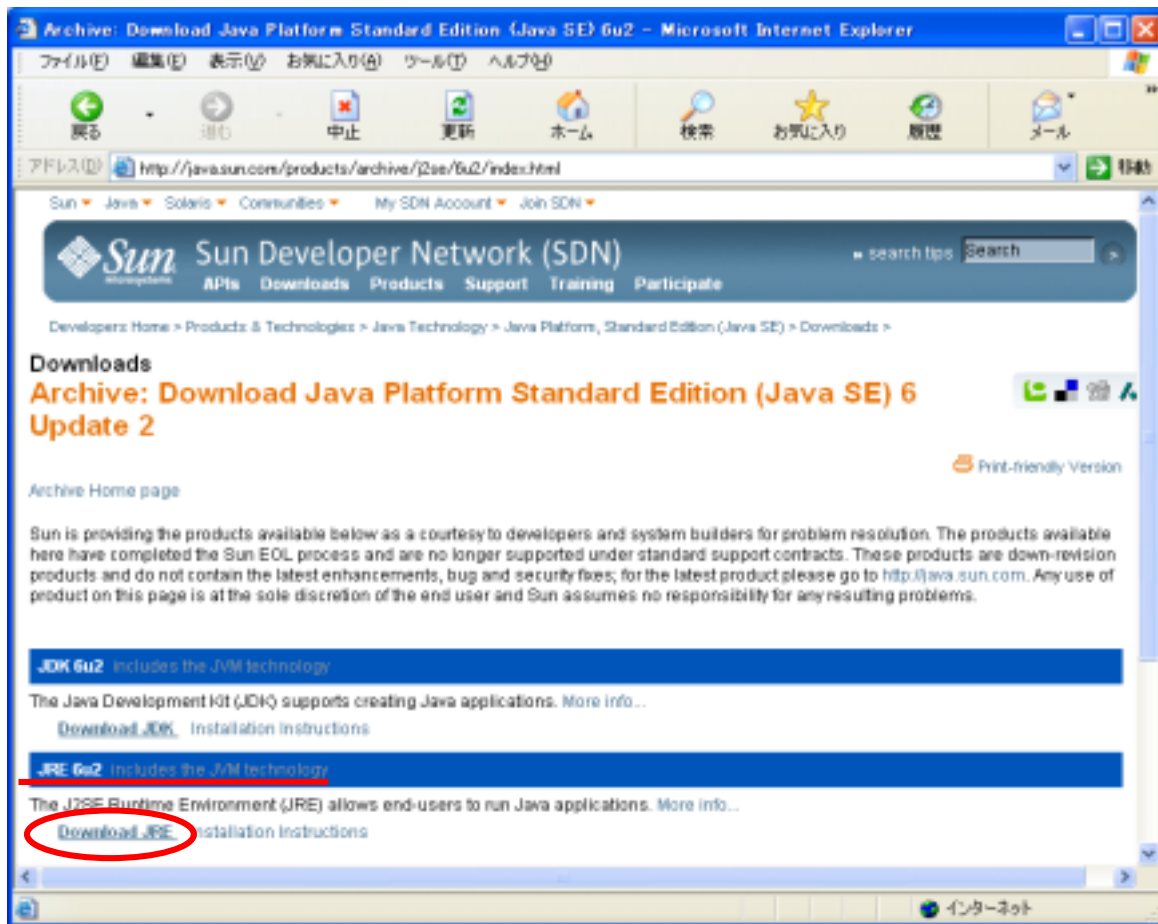 Archive: Download Java Platform Standard Edition (Java SE) 6u2 - Microsoft Internet Explorer
ファイル(F) 編集(E) 表示(V) お気に入り(A) ツール(T) ヘルプ(H)
戻る 進む 中止 更新 ホーム 検索 お気に入り 履歴 メール
アドレス(D) http://java.sun.com/products/archive/j2se/6u2/index.html 移動
Sun Java Solaris Communities My SDN Account Join SDN
Sun microsystems Sun Developer Network (SDN) » search tips Search
APIs Downloads Products Support Training Participate
Developers Home > Products & Technologies > Java Technology > Java Platform, Standard Edition (Java SE) > Downloads >
Downloads
Archive: Download Java Platform Standard Edition (Java SE) 6
Update 2
Print-friendly Version
Archive Home page
Sun is providing the products available below as a courtesy to developers and system builders for problem resolution. The products available
here have completed the Sun EOL process and are no longer supported under standard support contracts. These products are down-revision
products and do not contain the latest enhancements, bug and security fixes; for the latest product please go to http://java.sun.com. Any use of
product on this page is at the sole discretion of the end user and Sun assumes no responsibility for any resulting problems.
JDK 6u2 includes the JVM technology
The Java Development Kit (JDK) supports creating Java applications. More info...
Download JDK Installation Instructions
JRE 6u2 includes the JVM technology
The J2SE Runtime Environment (JRE) allows end-users to run Java applications. More info...
Download JRE Installation Instructions
インターネット